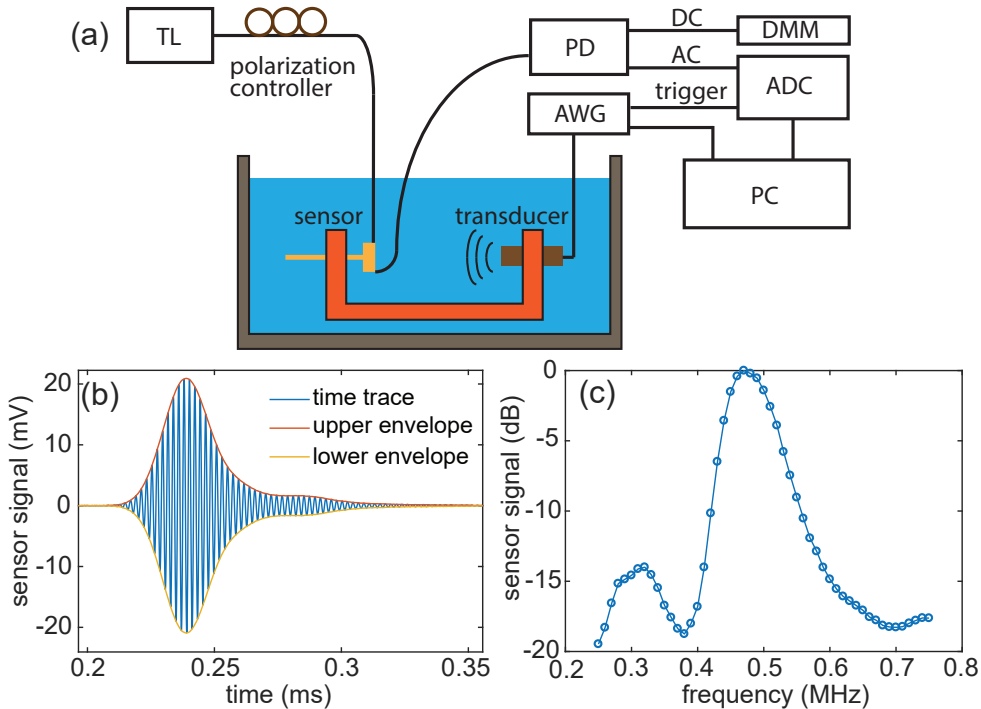 (a)
TL
polarization
controller
PD
DC
DMM
AC
ADC
trigger
AWG
PC
sensor
transducer
(b)
20
10
0
-10
-20
sensor signal (mV)
time trace
upper envelope
lower envelope
0.2
0.25
0.3
0.35
time (ms)
(c)
0
-5
-10
-15
-20
sensor signal (dB)
0.2
0.3
0.4
0.5
0.6
0.7
0.8
frequency (MHz)